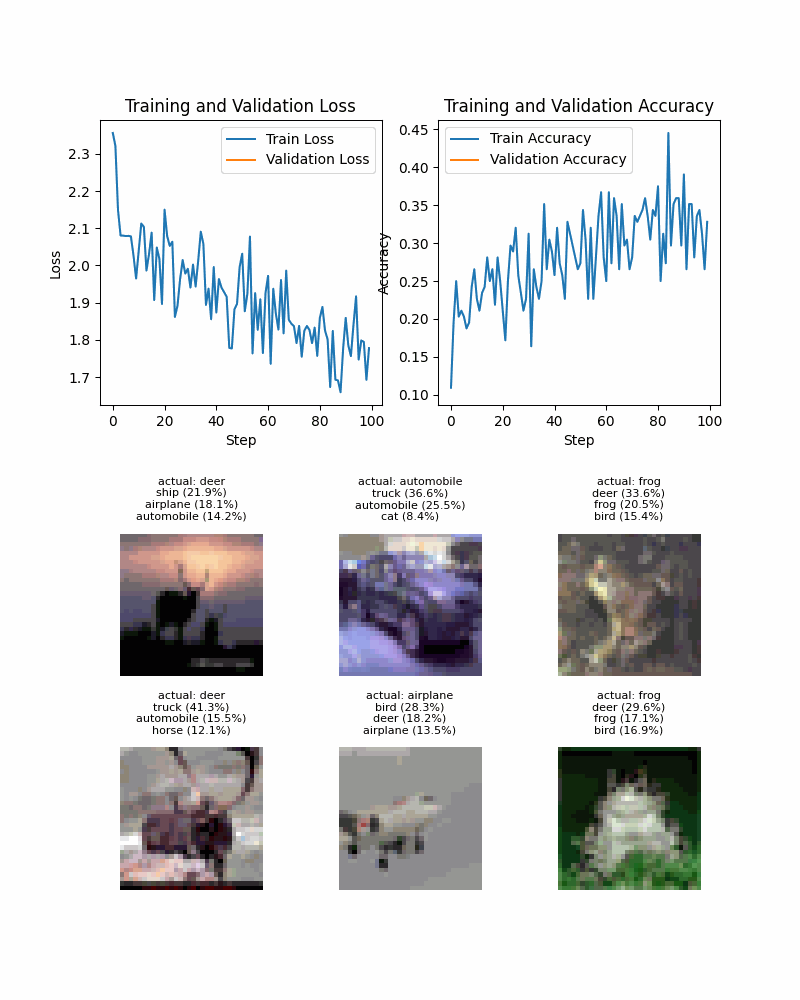 Training and Validation Loss
Train Loss
Validation Loss
2.3
2.2
2.1
2.0
1.9
1.8
1.7
Loss
0 20 40 60 80 100
Step
Training and Validation Accuracy
Train Accuracy
Validation Accuracy
0.45
0.40
0.35
0.30
0.25
0.20
0.15
0.10
Accuracy
0 20 40 60 80 100
Step
actual: deer
ship (21.9%)
airplane (18.1%)
automobile (14.2%)
actual: automobile
truck (36.6%)
automobile (25.5%)
cat (8.4%)
actual: frog
deer (33.6%)
frog (20.5%)
bird (15.4%)
actual: deer
truck (41.3%)
automobile (15.5%)
horse (12.1%)
actual: airplane
bird (28.3%)
deer (18.2%)
airplane (13.5%)
actual: frog
deer (29.6%)
frog (17.1%)
bird (16.9%)